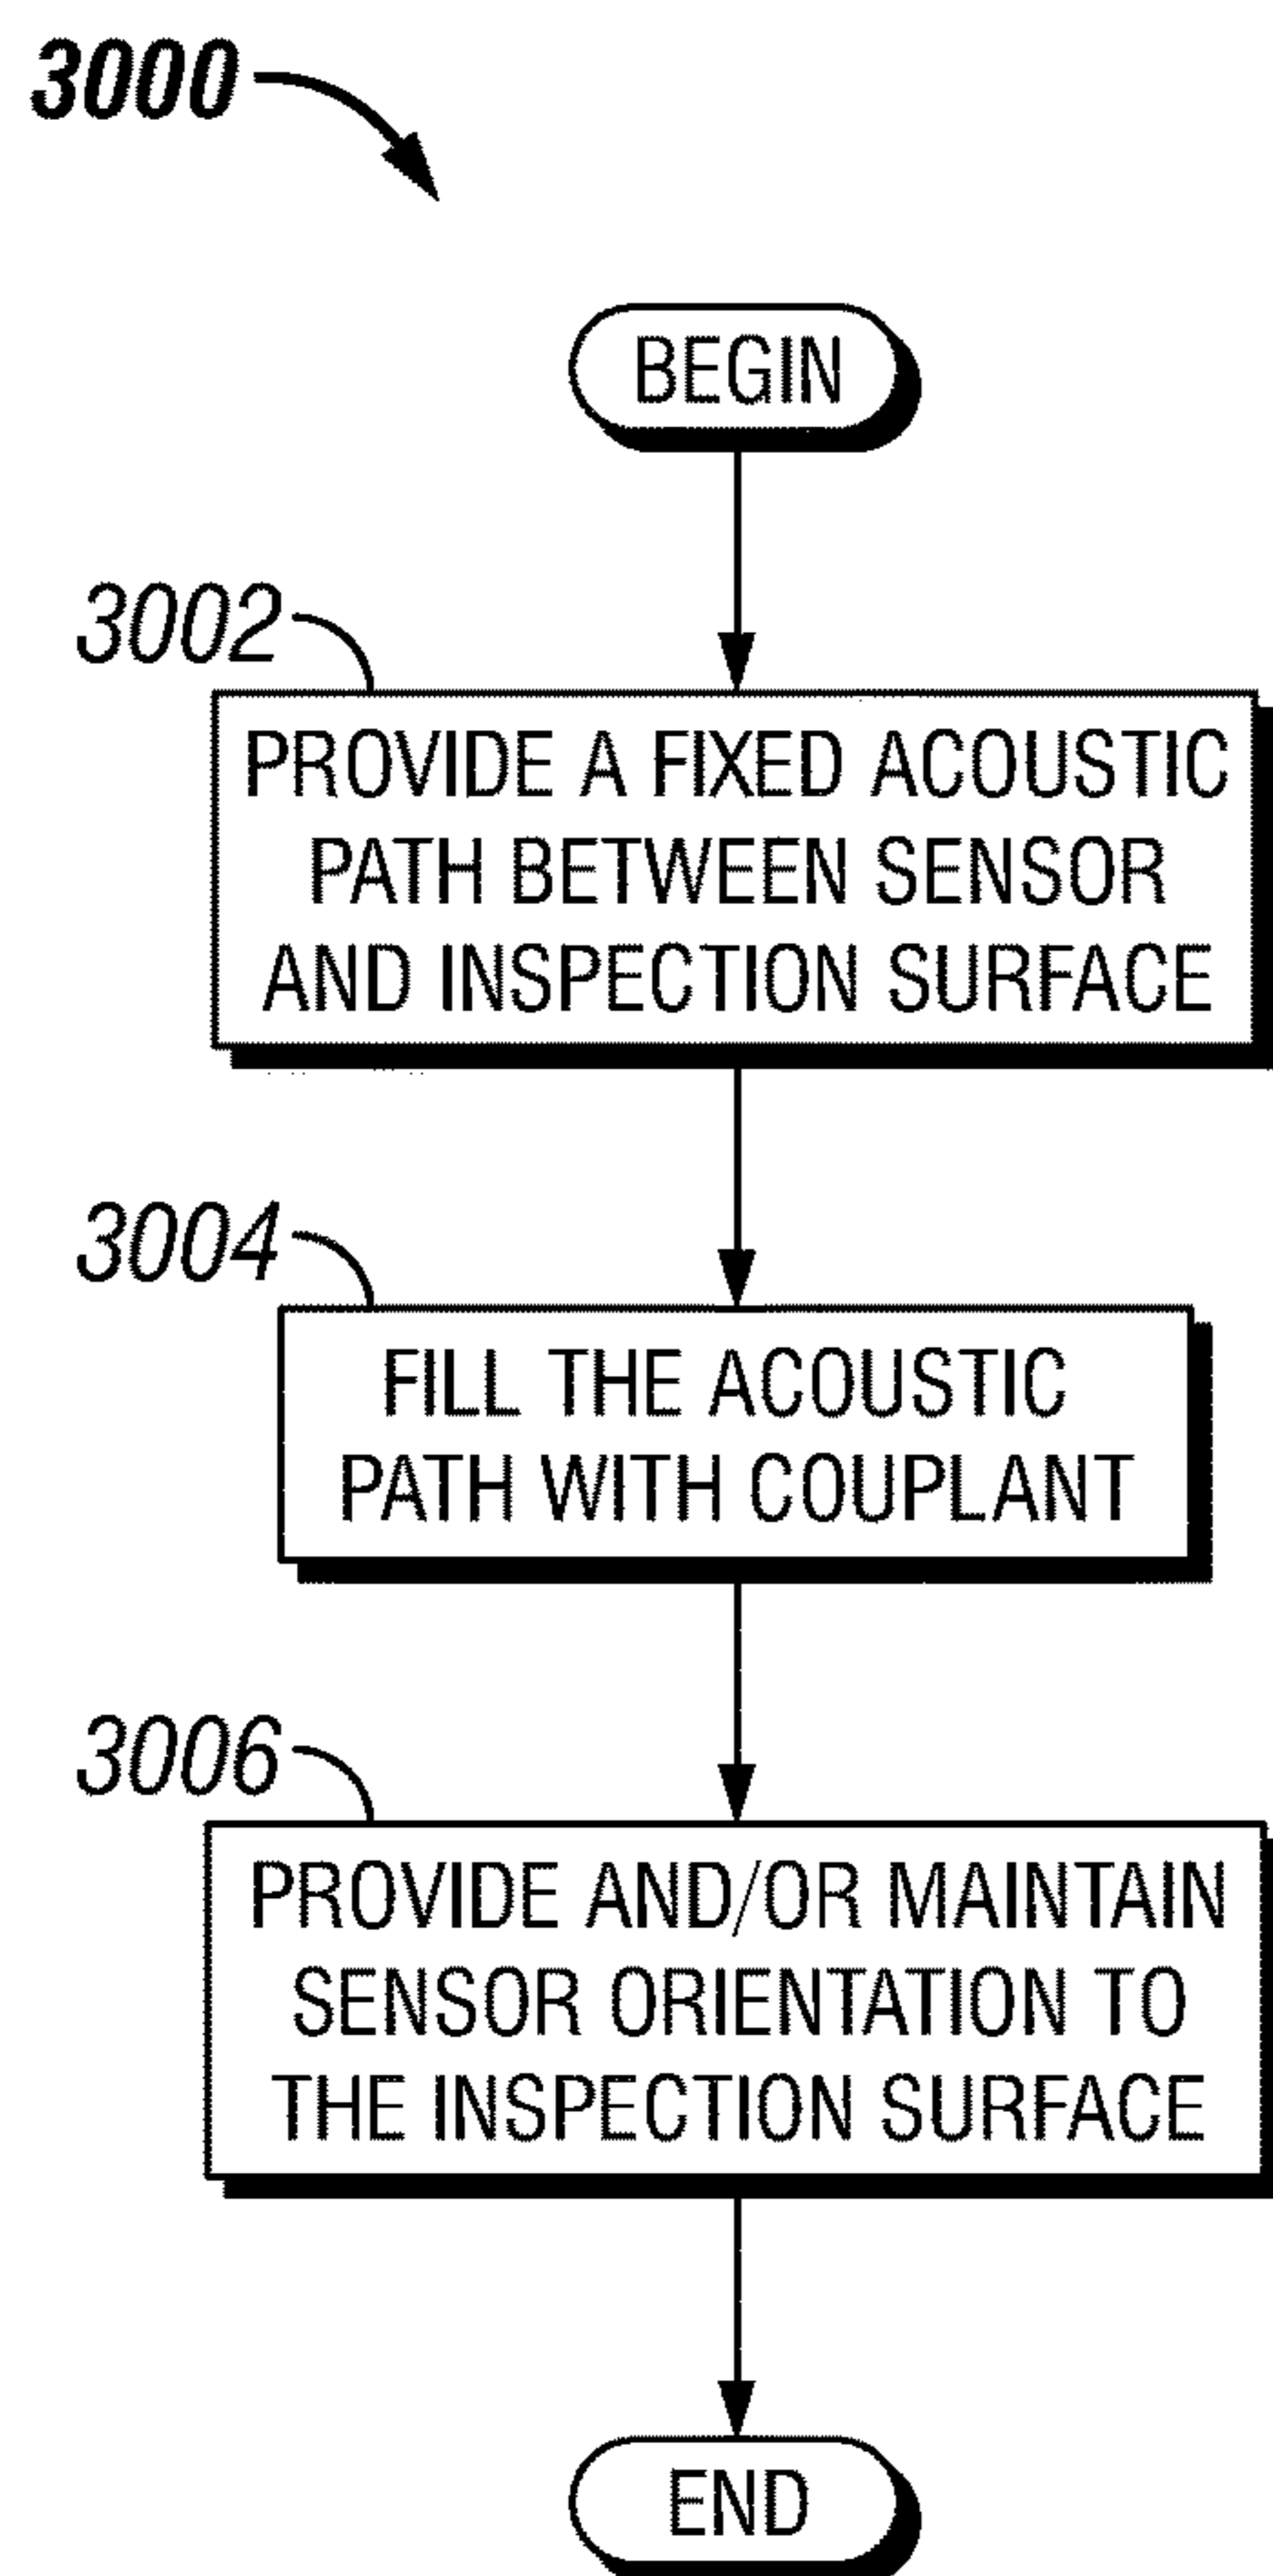 3000
BEGIN
3002
PROVIDE A FIXED ACOUSTIC
PATH BETWEEN SENSOR
AND INSPECTION SURFACE
3004
FILL THE ACOUSTIC
PATH WITH COUPLANT
3006
PROVIDE AND/OR MAINTAIN
SENSOR ORIENTATION TO
THE INSPECTION SURFACE
END